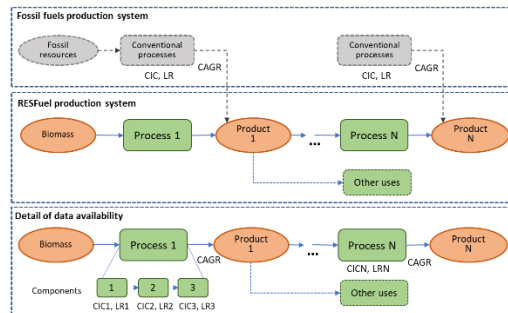 Fossil fuels production system
Fossil resources
Conventional processes
CIC, LR
CAGR
Conventional processes
CIC, LR
CAGR
RESFuel production system
Biomass
Process 1
Product 1
...
Process N
Product N
Other uses
Detail of data availability
Biomass
Process 1
CAGR
Product 1
...
Process N
CICN, LRN
CAGR
Product N
Other uses
Components
1
2
3
CIC1, LR1
CIC2, LR2
CIC3, LR3